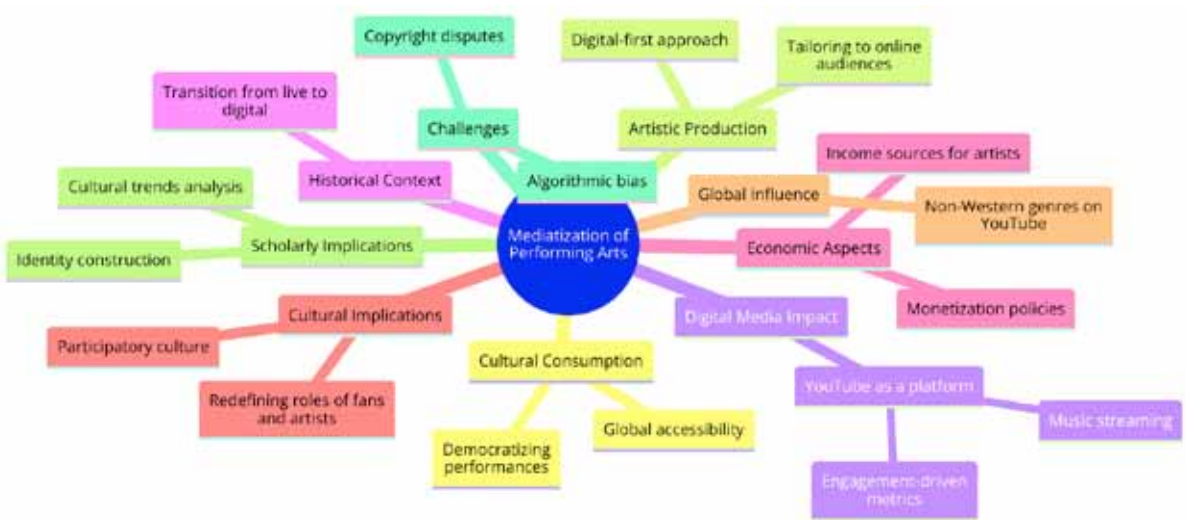 Copyright disputes
Digital-first approach
Tailoring to online
audiences
Transition from live to
digital
Challenges
Artistic Production
Income sources for artists
Cultural trends analysis
Historical Context
Algorithmic bias
Global influence
Non-Western genres on
YouTube
Identity construction
Scholarly Implications
Mediatization of
Performing Arts
Economic Aspects
Cultural Implications
Digital Media Impact
Monetization policies
Participatory culture
Cultural Consumption
YouTube as a platform
Redefining roles of fans
and artists
Global accessibility
Music streaming
Democratizing
performances
Engagement-driven
metrics